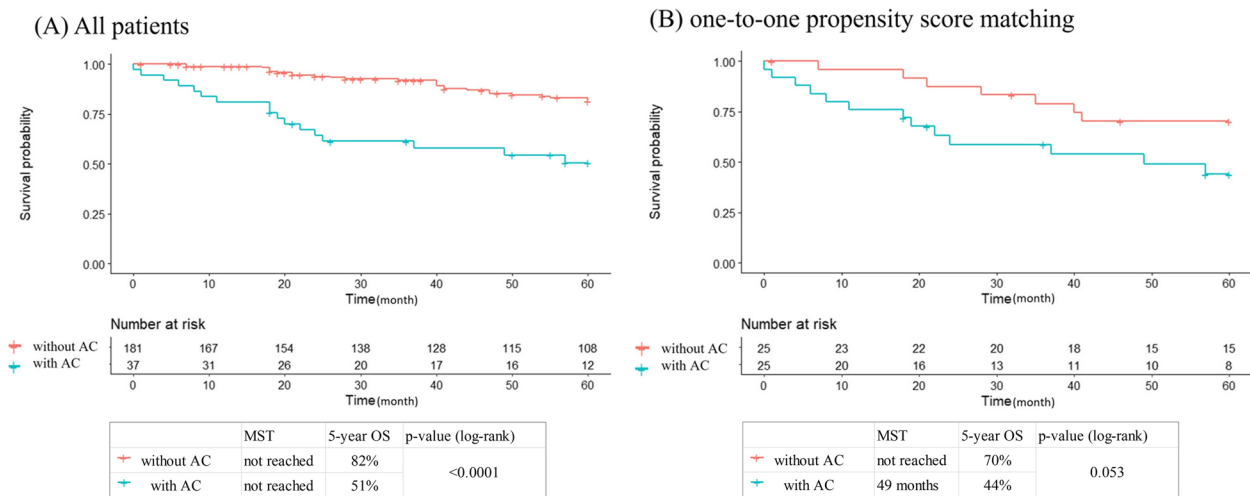 (A) All patients
Survival probability
1.00
0.75
0.50
0.25
0.00
0 10 20 30 40 50 60
Time(month)
Number at risk
without AC 181 167 154 138 128 115 108
with AC 37 31 26 20 17 16 12
0 10 20 30 40 50 60
Time(month)
MST 5-year OS p-value (log-rank)
without AC not reached 82% <0.0001
with AC not reached 51%
(B) one-to-one propensity score matching
Survival probability
1.00
0.75
0.50
0.25
0.00
0 10 20 30 40 50 60
Time(month)
Number at risk
without AC 25 23 22 20 18 15 15
with AC 25 20 16 13 11 10 8
0 10 20 30 40 50 60
Time(month)
MST 5-year OS p-value (log-rank)
without AC not reached 70% 0.053
with AC 49 months 44%